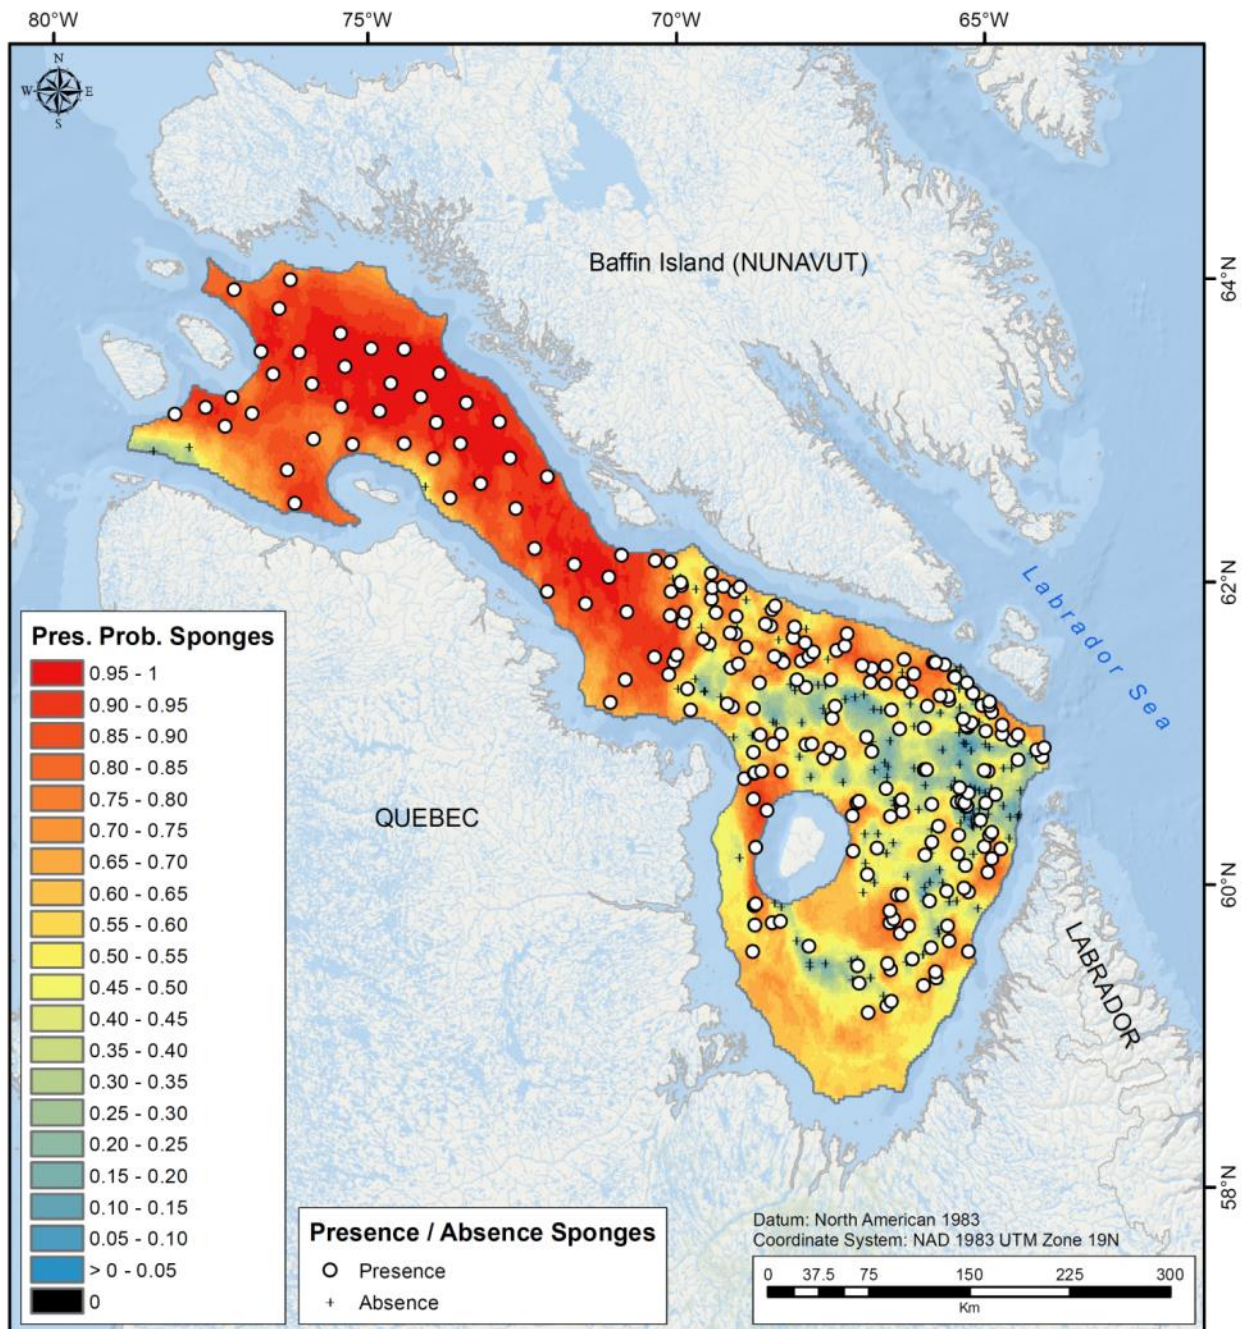 80°W 75°W 70°W 65°W
N
W E
S
Baffin Island (NUNAVUT)
64°N
62°N
Labrador Sea
Pres. Prob. Sponges
0.95 - 1
0.90 - 0.95
0.85 - 0.90
0.80 - 0.85
0.75 - 0.80
0.70 - 0.75
0.65 - 0.70
0.60 - 0.65
0.55 - 0.60
0.50 - 0.55
0.45 - 0.50
0.40 - 0.45
0.35 - 0.40
0.30 - 0.35
0.25 - 0.30
0.20 - 0.25
0.15 - 0.20
0.10 - 0.15
0.05 - 0.10
> 0 - 0.05
0
QUEBEC
60°N
LABRADOR
58°N
Presence / Absence Sponges
Presence
Absence
Datum: North American 1983
Coordinate System: NAD 1983 UTM Zone 19N
0 37.5 75 150 225 300
Km